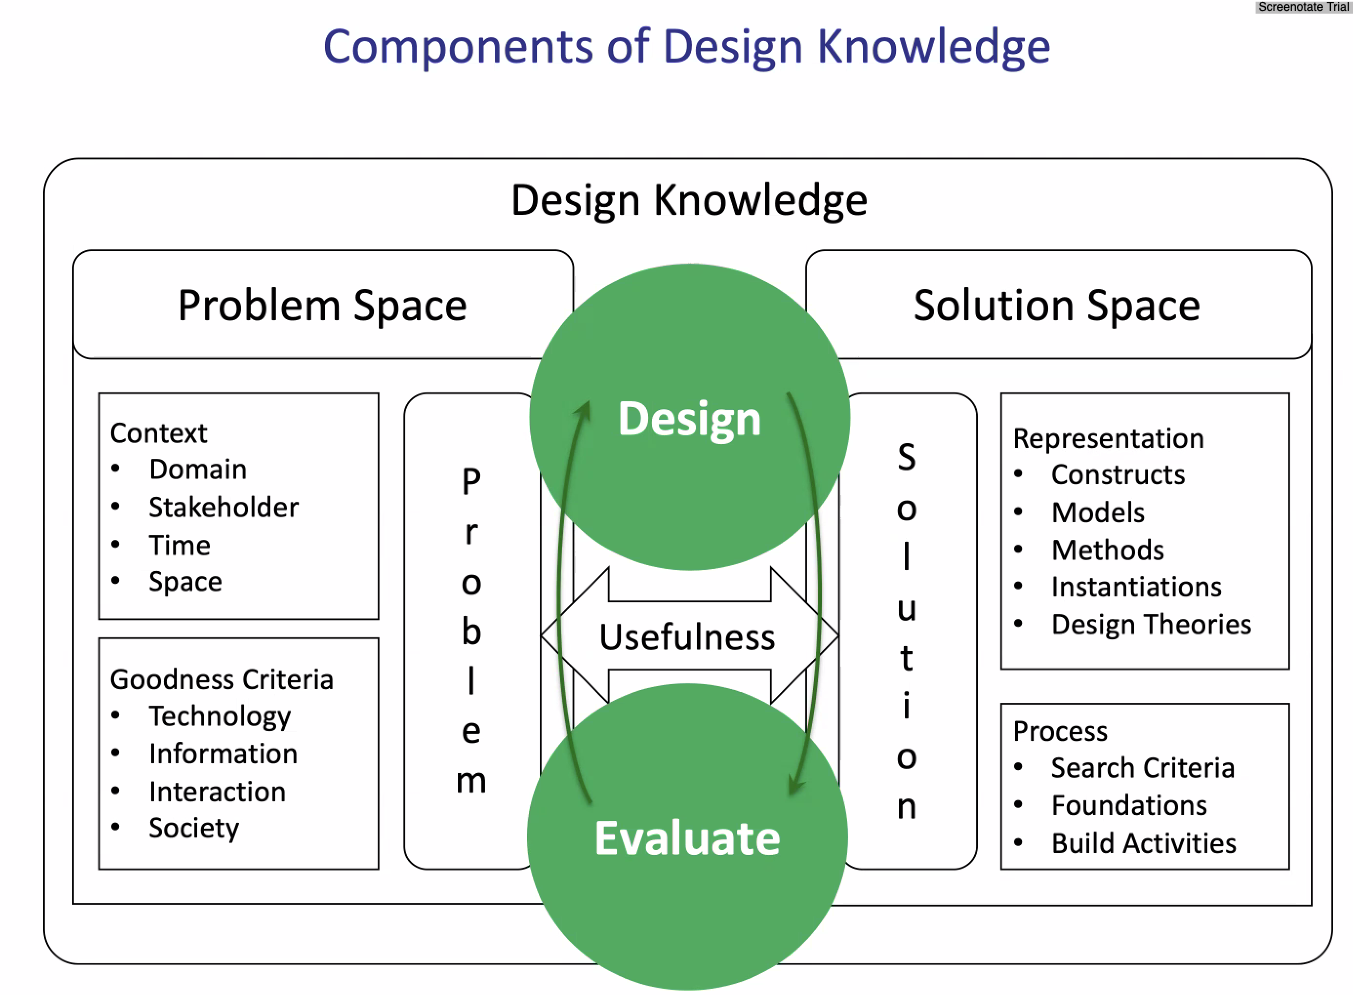 Screenotate Trial
Components of Design Knowledge
Design Knowledge
Problem Space
Solution Space
Context
• Domain
• Stakeholder
• Time
• Space
Goodness Criteria
• Technology
• Information
• Interaction
• Society
Problem
Design
Usefulness
Evaluate
Solution
Representation
• Constructs
• Models
• Methods
• Instantiations
• Design Theories
Process
• Search Criteria
• Foundations
• Build Activities